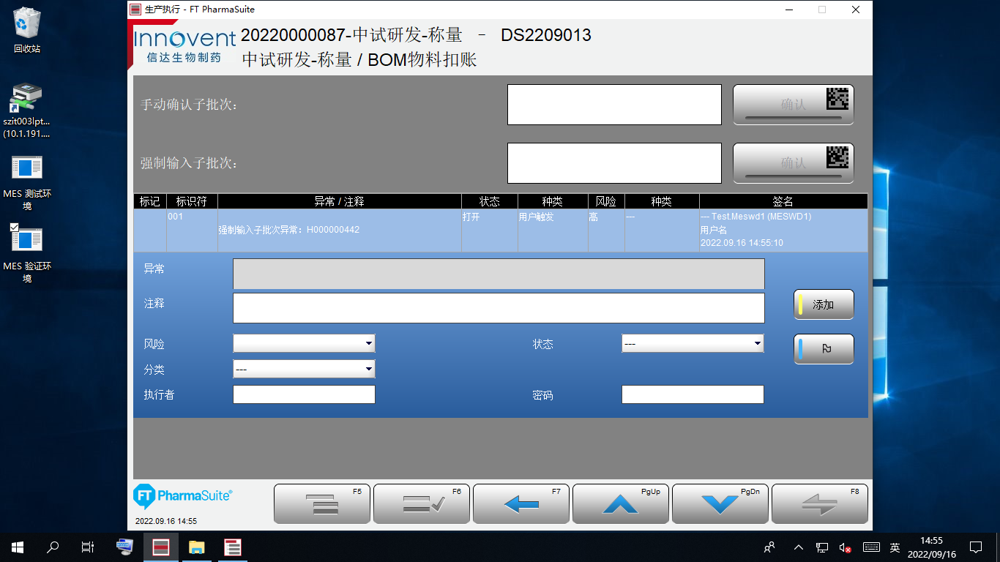 回收站
szit003lpt...
(10.1.191....
MES 测试环
境
MES 验证环
境
生产执行 - FT PharmaSuite
Innovent
信达生物制药
20220000087-中试研发-称量 － DS2209013
中试研发-称量 / BOM物料扣账
手动确认子批次:
确认
强制输入子批次:
确认
标记 标识符 异常 / 注释 状态 种类 风险 种类 签名
001 打开 用户触发 高 --- --- Test.Meswd1 (MESWD1)
强制输入子批次异常: H000000442 用户名
2022.09.16 14:55:10
异常
注释
添加
风险
状态 ---
分类 ---
执行者
密码
FT PharmaSuite®
2022.09.16 14:55
F5 F6 F7 PgUp PgDn F8
英
14:55
2022/09/16